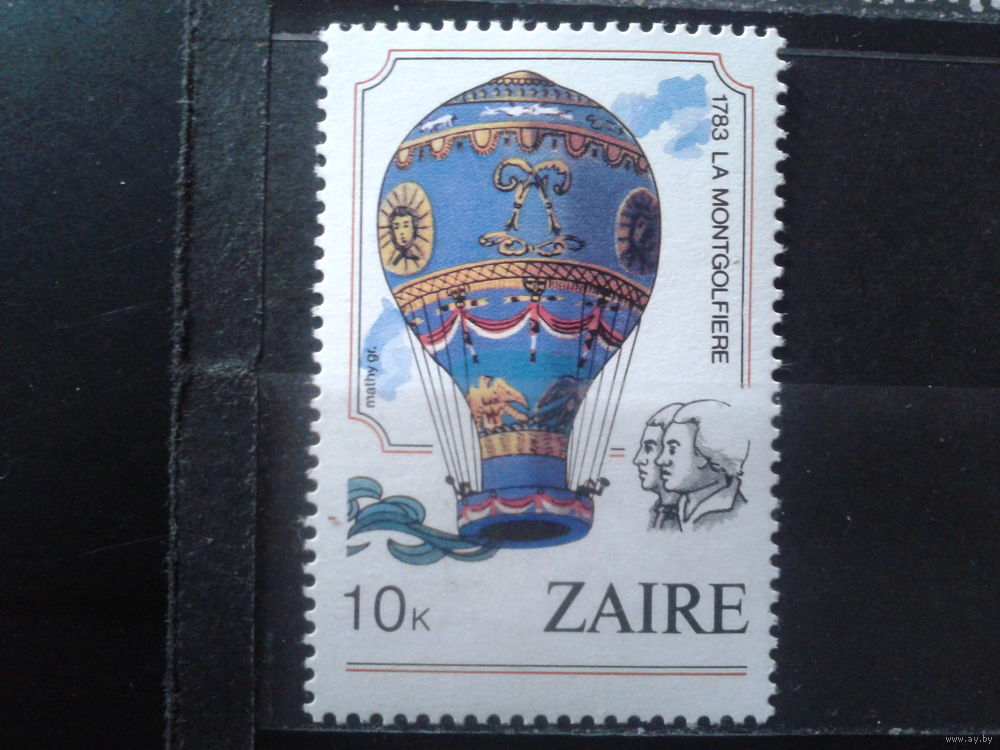 1783 LA MONTGOLFIERE
mathy gr.
10K
ZAIRE
www.ay.by